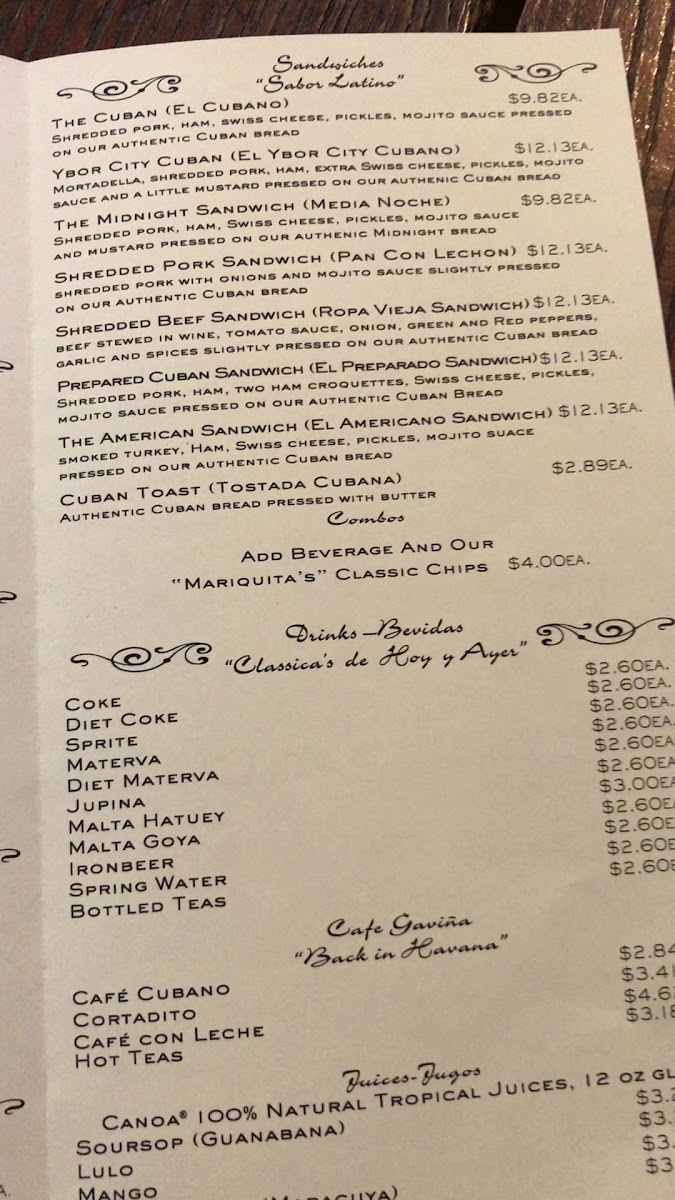 Sandwiches
"Sabor Latino"
The Cuban (El Cubano) $9.82ea.
Shredded pork, ham, swiss cheese, pickles, mojito sauce pressed
on our authentic Cuban bread
Ybor City Cuban (El Ybor City Cubano) $12.13ea.
Mortadella, shredded pork, ham, extra Swiss cheese, pickles, mojito
sauce and a little mustard pressed on our authenic Cuban bread
The Midnight Sandwich (Media Noche) $9.82ea.
Shredded pork, ham, Swiss cheese, pickles, mojito sauce
and mustard pressed on our authenic Midnight bread
Shredded Pork Sandwich (Pan Con Lechon) $12.13ea.
shredded pork with onions and mojito sauce slightly pressed
on our authentic Cuban bread
Shredded Beef Sandwich (Ropa Vieja Sandwich) $12.13ea.
beef stewed in wine, tomato sauce, onion, green and Red peppers,
garlic and spices slightly pressed on our authentic Cuban bread
Prepared Cuban Sandwich (El Preparado Sandwich) $12.13ea.
Shredded pork, ham, two ham croquettes, Swiss cheese, pickles,
mojito sauce pressed on our authentic Cuban Bread
The American Sandwich (El Americano Sandwich) $12.13ea.
smoked turkey, Ham, Swiss cheese, pickles, mojito suace
pressed on our authentic Cuban bread
Cuban Toast (Tostada Cubana) $2.89ea.
Authentic Cuban bread pressed with butter
Combos
Add Beverage And Our
"Mariquita's" Classic Chips $4.00ea.
Drinks-Bevidas
"Classica's de Hoy y Ayer"
Coke $2.60ea.
Diet Coke $2.60ea.
Sprite $2.60ea.
Materva $2.60ea.
Diet Materva $2.60ea
Jupina $2.60ea
Malta Hatuey $3.00ea
Malta Goya $2.60ea
Ironbeer $2.60e
Spring Water $2.60e
Bottled Teas $2.60e
Cafe Gaviña
"Back in Havana"
Café Cubano $2.84
Cortadito $3.41
Café con Leche $4.6
Hot Teas $3.18
Juices-Jugos
Canoa® 100% Natural Tropical Juices, 12 oz gl
Soursop (Guanabana) $3.2
Lulo $3.
Mango $3.
(Maracuya) $3